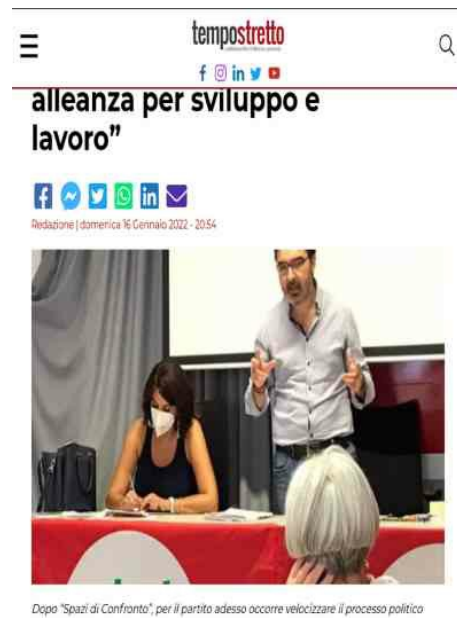 tempostretto
alleanza per sviluppo e
lavoro”
Redazione | domenica 16 Gennaio 2022 - 20:54
Dopo “Spazi di Confronto”, per il partito adesso occorre velocizzare il processo politico